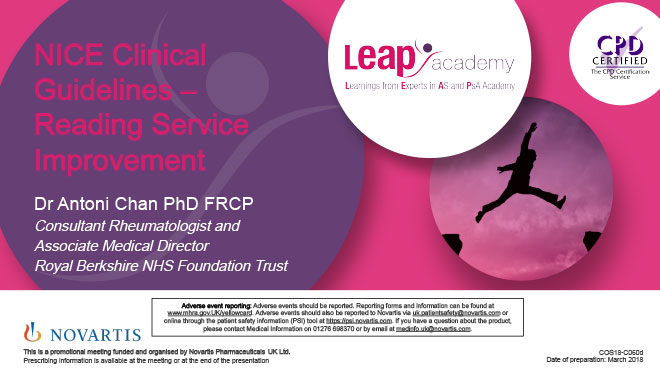 NICE Clinical
Guidelines –
Reading Service
Improvement
Dr Antoni Chan PhD FRCP
Consultant Rheumatologist and
Associate Medical Director
Royal Berkshire NHS Foundation Trust
Leap academy
Learnings from Experts in AS and PsA Academy
CPD
CERTIFIED
The CPD Certification
Service
Adverse event reporting: Adverse events should be reported. Reporting forms and information can be found at
www.mhra.gov.UK/yellowcard. Adverse events should also be reported to Novartis via uk.patientsafety@novartis.com or
online through the patient safety information (PSI) tool at https://psi.novartis.com. If you have a question about the product,
please contact Medical Information on 01276 698370 or by email at medinfo.uk@novartis.com.
NOVARTIS
This is a promotional meeting funded and organised by Novartis Pharmaceuticals UK Ltd.
Prescribing information is available at the meeting or at the end of the presentation
COS18-C060d
Date of preparation: March 2018